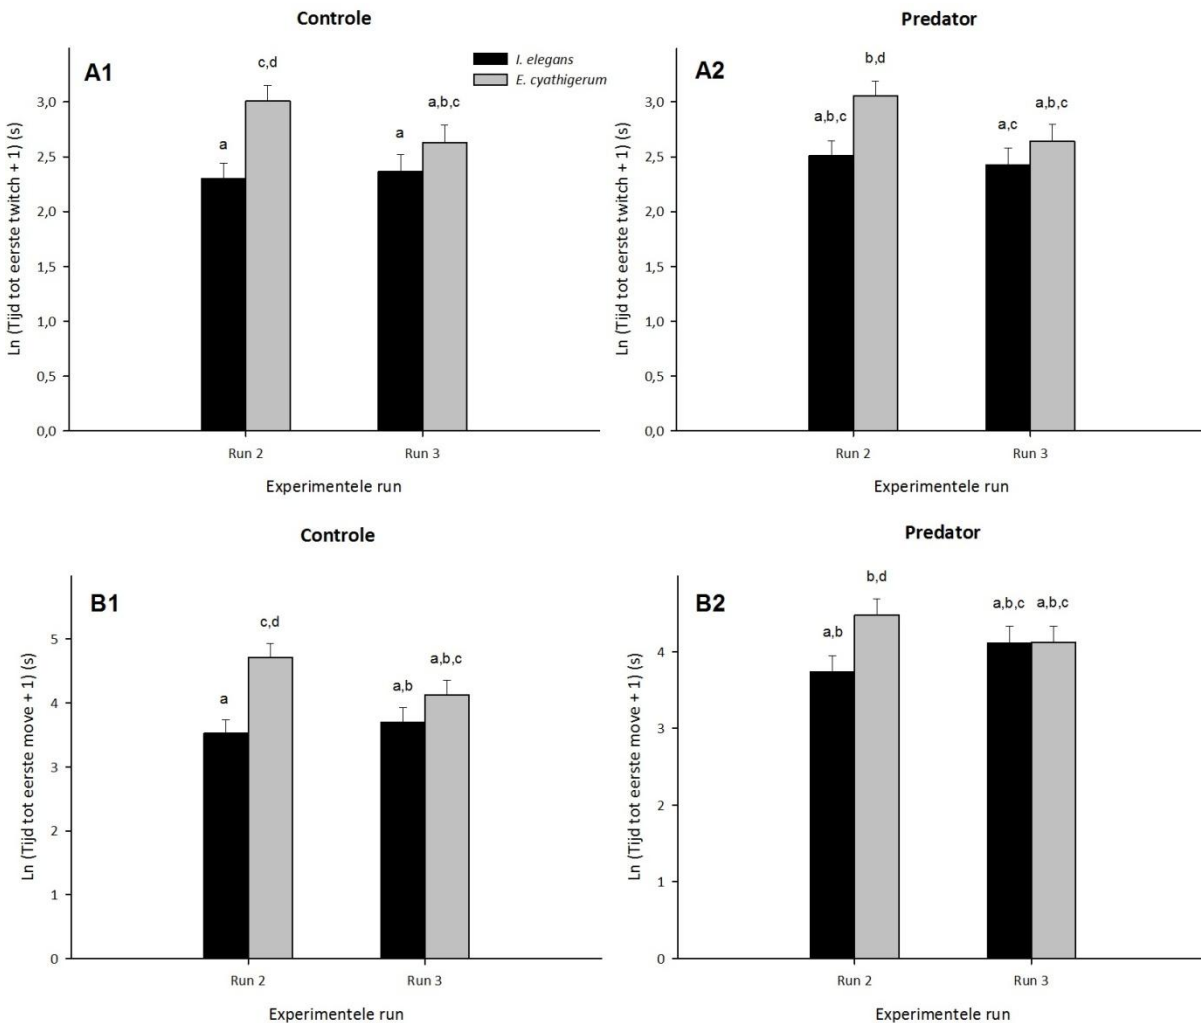 Controle
A1
I. elegans
E. cyathigerum
Ln (Tijd tot eerste twitch + 1) (s)
3,0
2,5
2,0
1,5
1,0
0,5
0,0
a
c,d
a
a,b,c
Run 2
Run 3
Experimentele run
Predator
A2
Ln (Tijd tot eerste twitch + 1) (s)
3,0
2,5
2,0
1,5
1,0
0,5
0,0
a,b,c
b,d
a,c
a,b,c
Run 2
Run 3
Experimentele run
Controle
B1
Ln (Tijd tot eerste move + 1) (s)
5
4
3
2
1
0
a
c,d
a,b
a,b,c
Run 2
Run 3
Experimentele run
Predator
B2
Ln (Tijd tot eerste move + 1) (s)
4
3
2
1
0
a,b
b,d
a,b,c
a,b,c
Run 2
Run 3
Experimentele run